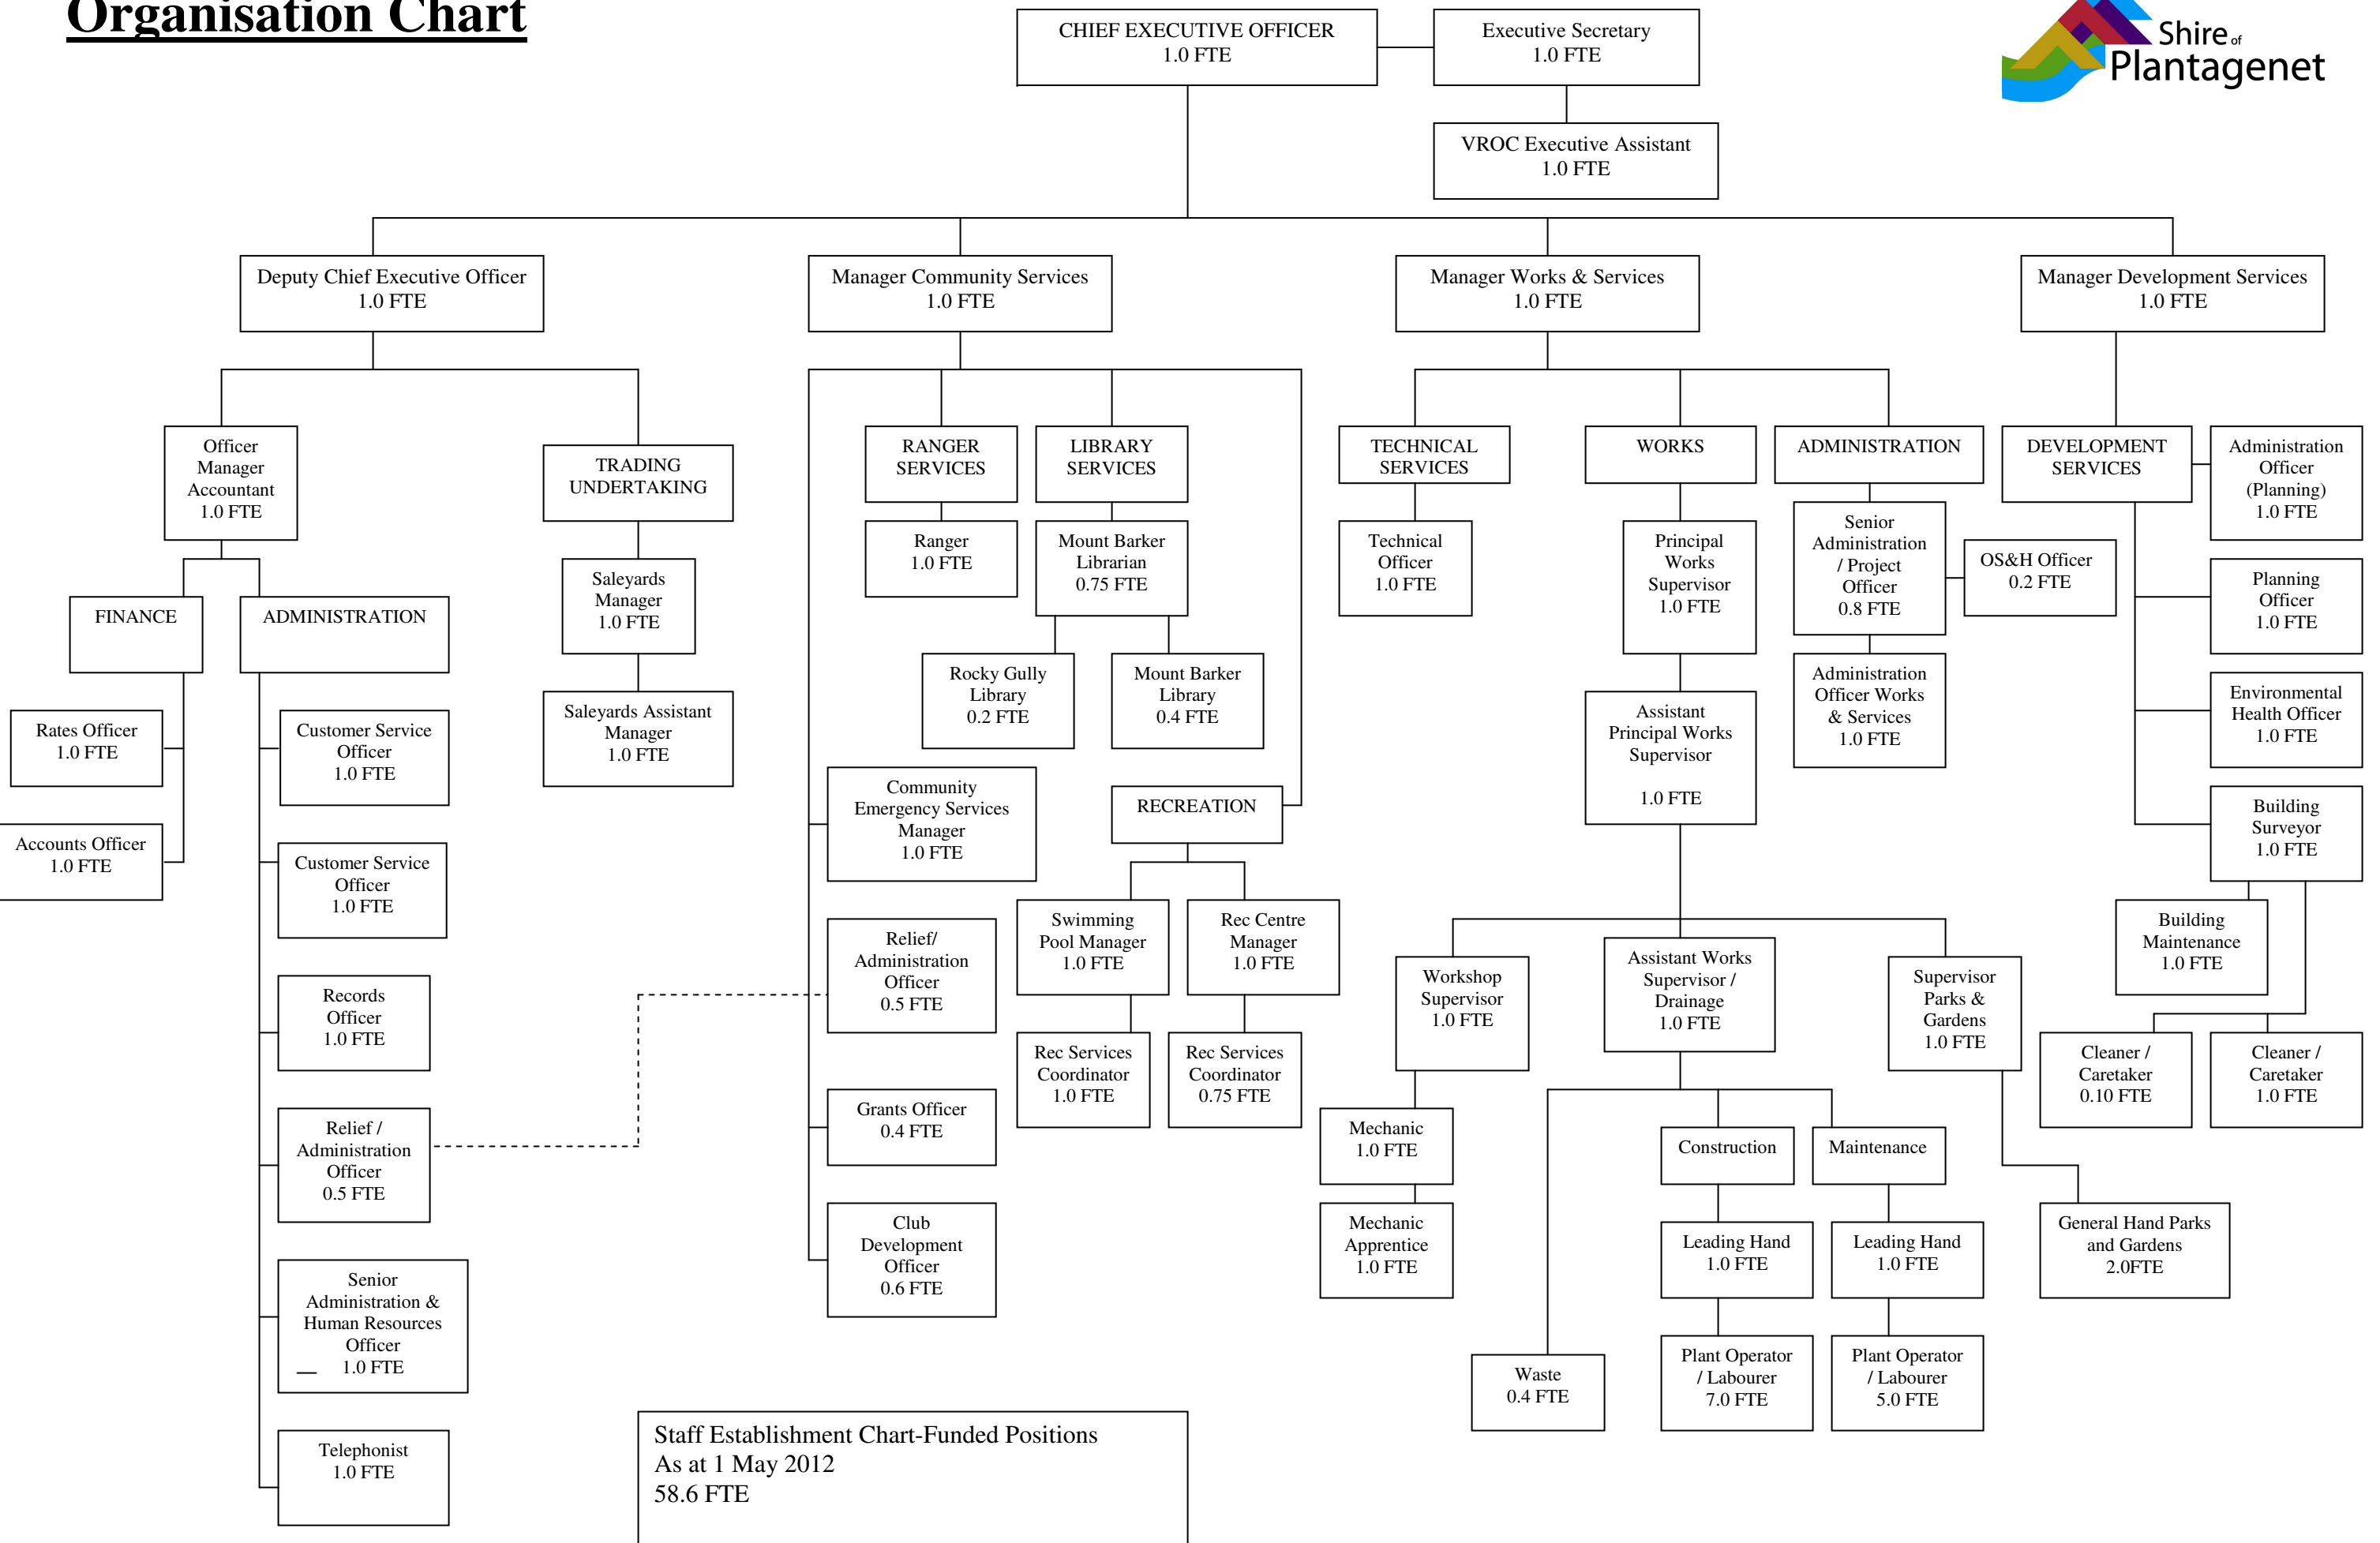 Organisation Chart
CHIEF EXECUTIVE OFFICER
1.0 FTE
Executive Secretary
1.0 FTE
Shire of
Plantagenet
VROC Executive Assistant
1.0 FTE
Deputy Chief Executive Officer
1.0 FTE
Manager Community Services
1.0 FTE
Manager Works & Services
1.0 FTE
Manager Development Services
1.0 FTE
Officer
Manager
Accountant
1.0 FTE
TRADING
UNDERTAKING
FINANCE
ADMINISTRATION
Saleyards
Manager
1.0 FTE
Saleyards Assistant
Manager
1.0 FTE
Rates Officer
1.0 FTE
Accounts Officer
1.0 FTE
Customer Service
Officer
1.0 FTE
Customer Service
Officer
1.0 FTE
Records
Officer
1.0 FTE
Relief /
Administration
Officer
0.5 FTE
Senior
Administration &
Human Resources
Officer
1.0 FTE
Telephonist
1.0 FTE
RANGER
SERVICES
LIBRARY
SERVICES
Ranger
1.0 FTE
Mount Barker
Librarian
0.75 FTE
Rocky Gully
Library
0.2 FTE
Mount Barker
Library
0.4 FTE
Community
Emergency Services
Manager
1.0 FTE
RECREATION
Relief/
Administration
Officer
0.5 FTE
Swimming
Pool Manager
1.0 FTE
Rec Centre
Manager
1.0 FTE
Rec Services
Coordinator
1.0 FTE
Rec Services
Coordinator
0.75 FTE
Grants Officer
0.4 FTE
Club
Development
Officer
0.6 FTE
TECHNICAL
SERVICES
WORKS
ADMINISTRATION
Technical
Officer
1.0 FTE
Principal
Works
Supervisor
1.0 FTE
Senior
Administration
/ Project
Officer
0.8 FTE
OS&H Officer
0.2 FTE
Administration
Officer Works
& Services
1.0 FTE
Assistant
Principal Works
Supervisor
1.0 FTE
Workshop
Supervisor
1.0 FTE
Assistant Works
Supervisor /
Drainage
1.0 FTE
Supervisor
Parks &
Gardens
1.0 FTE
Mechanic
1.0 FTE
Mechanic
Apprentice
1.0 FTE
Construction
Maintenance
Leading Hand
1.0 FTE
Leading Hand
1.0 FTE
General Hand Parks
and Gardens
2.0FTE
Waste
0.4 FTE
Plant Operator
/ Labourer
7.0 FTE
Plant Operator
/ Labourer
5.0 FTE
DEVELOPMENT
SERVICES
Administration
Officer
(Planning)
1.0 FTE
Planning
Officer
1.0 FTE
Environmental
Health Officer
1.0 FTE
Building
Surveyor
1.0 FTE
Building
Maintenance
1.0 FTE
Cleaner /
Caretaker
0.10 FTE
Cleaner /
Caretaker
1.0 FTE
Staff Establishment Chart-Funded Positions
As at 1 May 2012
58.6 FTE